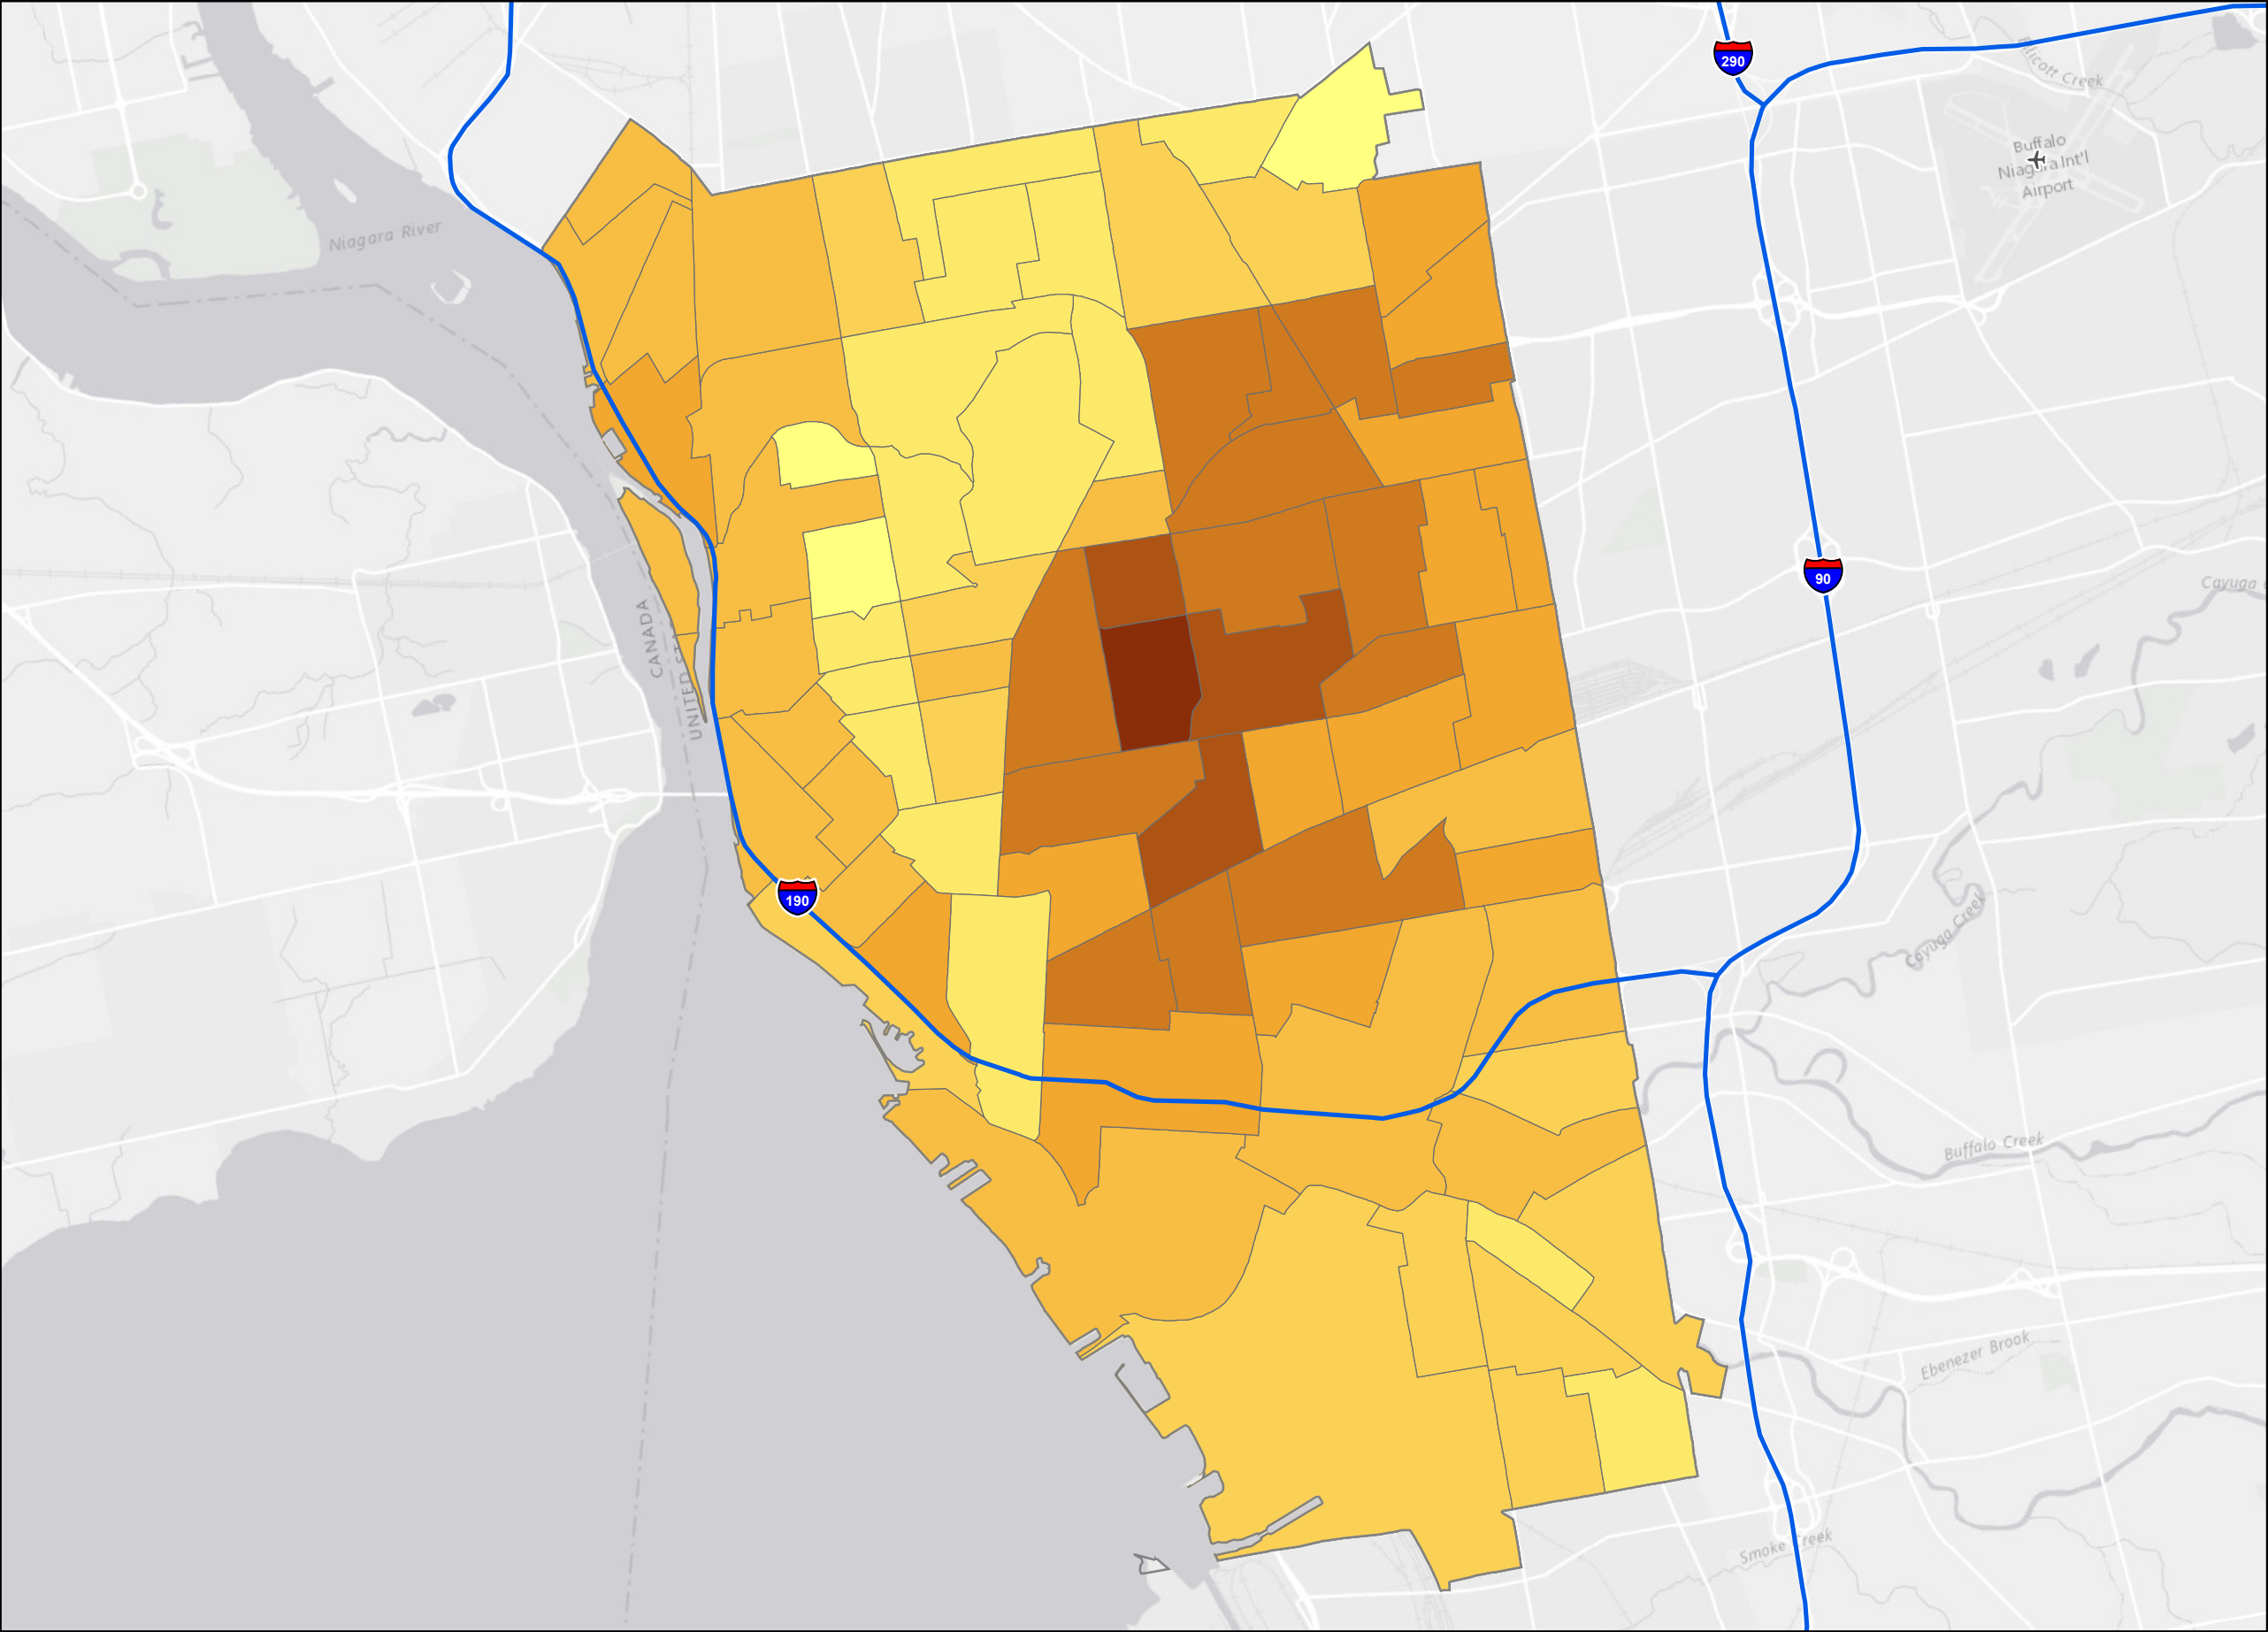 290
Ellicott Creek
Buffalo
Niagara Int'l
Airport
Niagara River
90
Cayuga
CANADA
UNITED ST
190
Cayuga Creek
Buffalo Creek
Ebenezer Brook
Smoke Creek